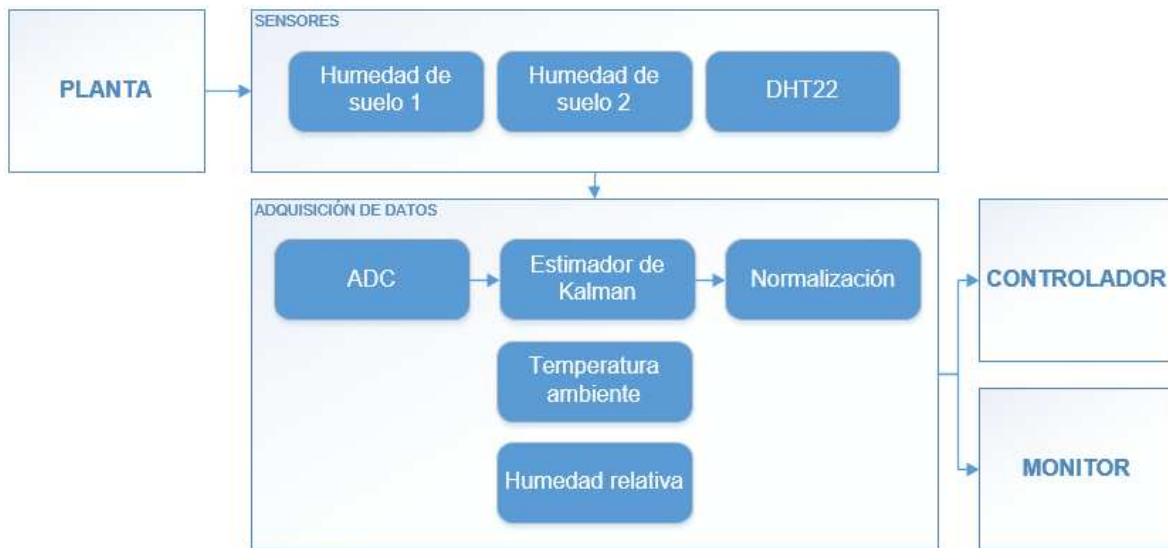 PLANTA
SENSORES
Humedad de
suelo 1
Humedad de
suelo 2
DHT22
ADQUISICIÓN DE DATOS
ADC
Estimador de
Kalman
Normalización
Temperatura
ambiente
Humedad relativa
CONTROLADOR
MONITOR